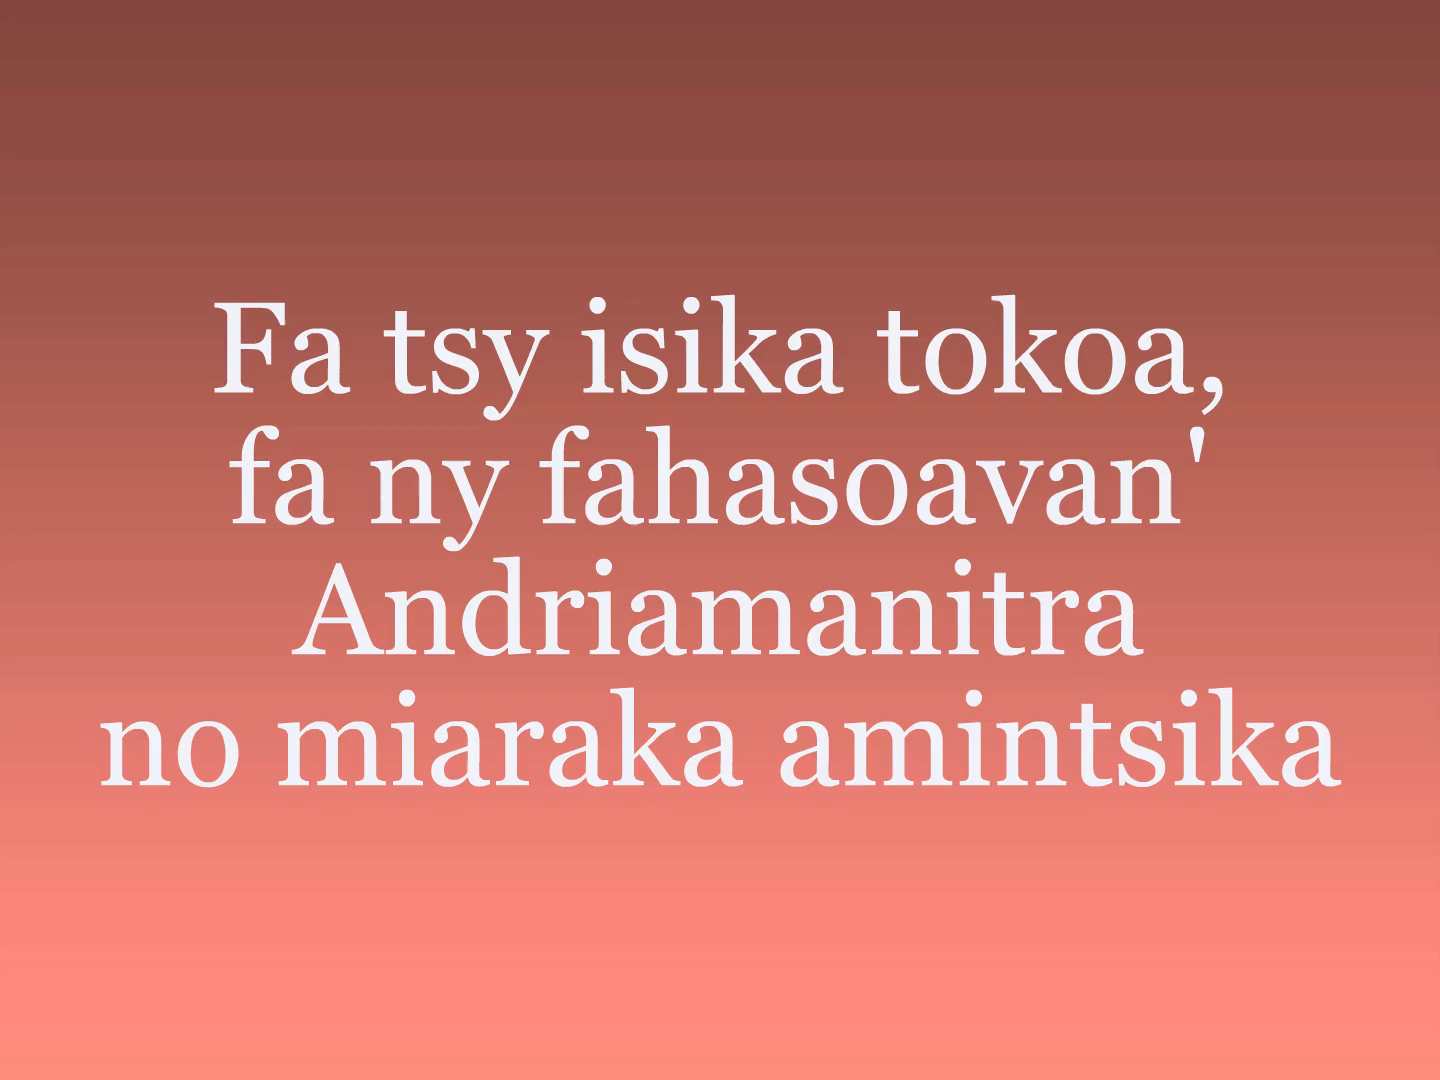 Fa tsy isika tokoa,
fa ny fahasoavan'
Andriamanitra
no miaraka amintsika